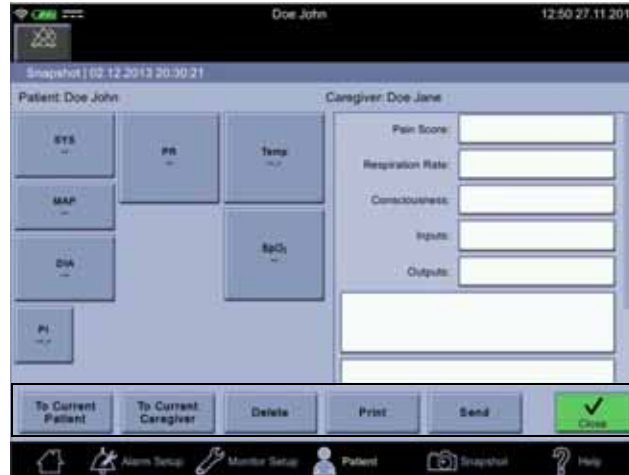 Doe John
12:50 27.11.201
Snapshot | 02.12.2013 20:30:21
Patient: Doe John
Caregiver: Doe Jane
SYS
--
PR
--
Temp
--.-
MAP
--
DIA
--
SpO₂
--
PI
--.--
Pain Score:
Respiration Rate:
Consciousness:
Inputs:
Outputs:
To Current
Patient
To Current
Caregiver
Delete
Print
Send
Close
Alarm Setup
Monitor Setup
Patient
Snapshot
Help